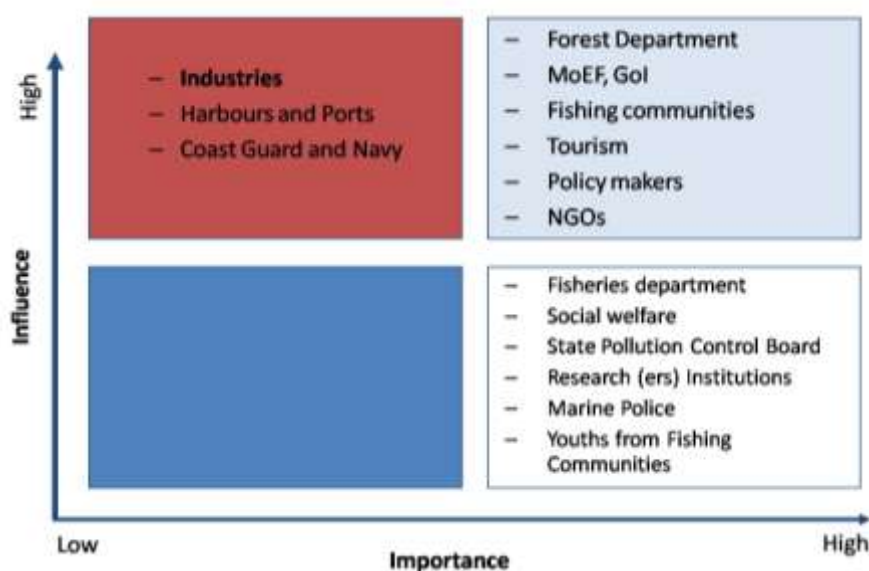 High
Influence
– Industries
– Harbours and Ports
– Coast Guard and Navy
– Forest Department
– MoEF, GoI
– Fishing communities
– Tourism
– Policy makers
– NGOs
– Fisheries department
– Social welfare
– State Pollution Control Board
– Research (ers) Institutions
– Marine Police
– Youths from Fishing
Communities
Low
Importance
High